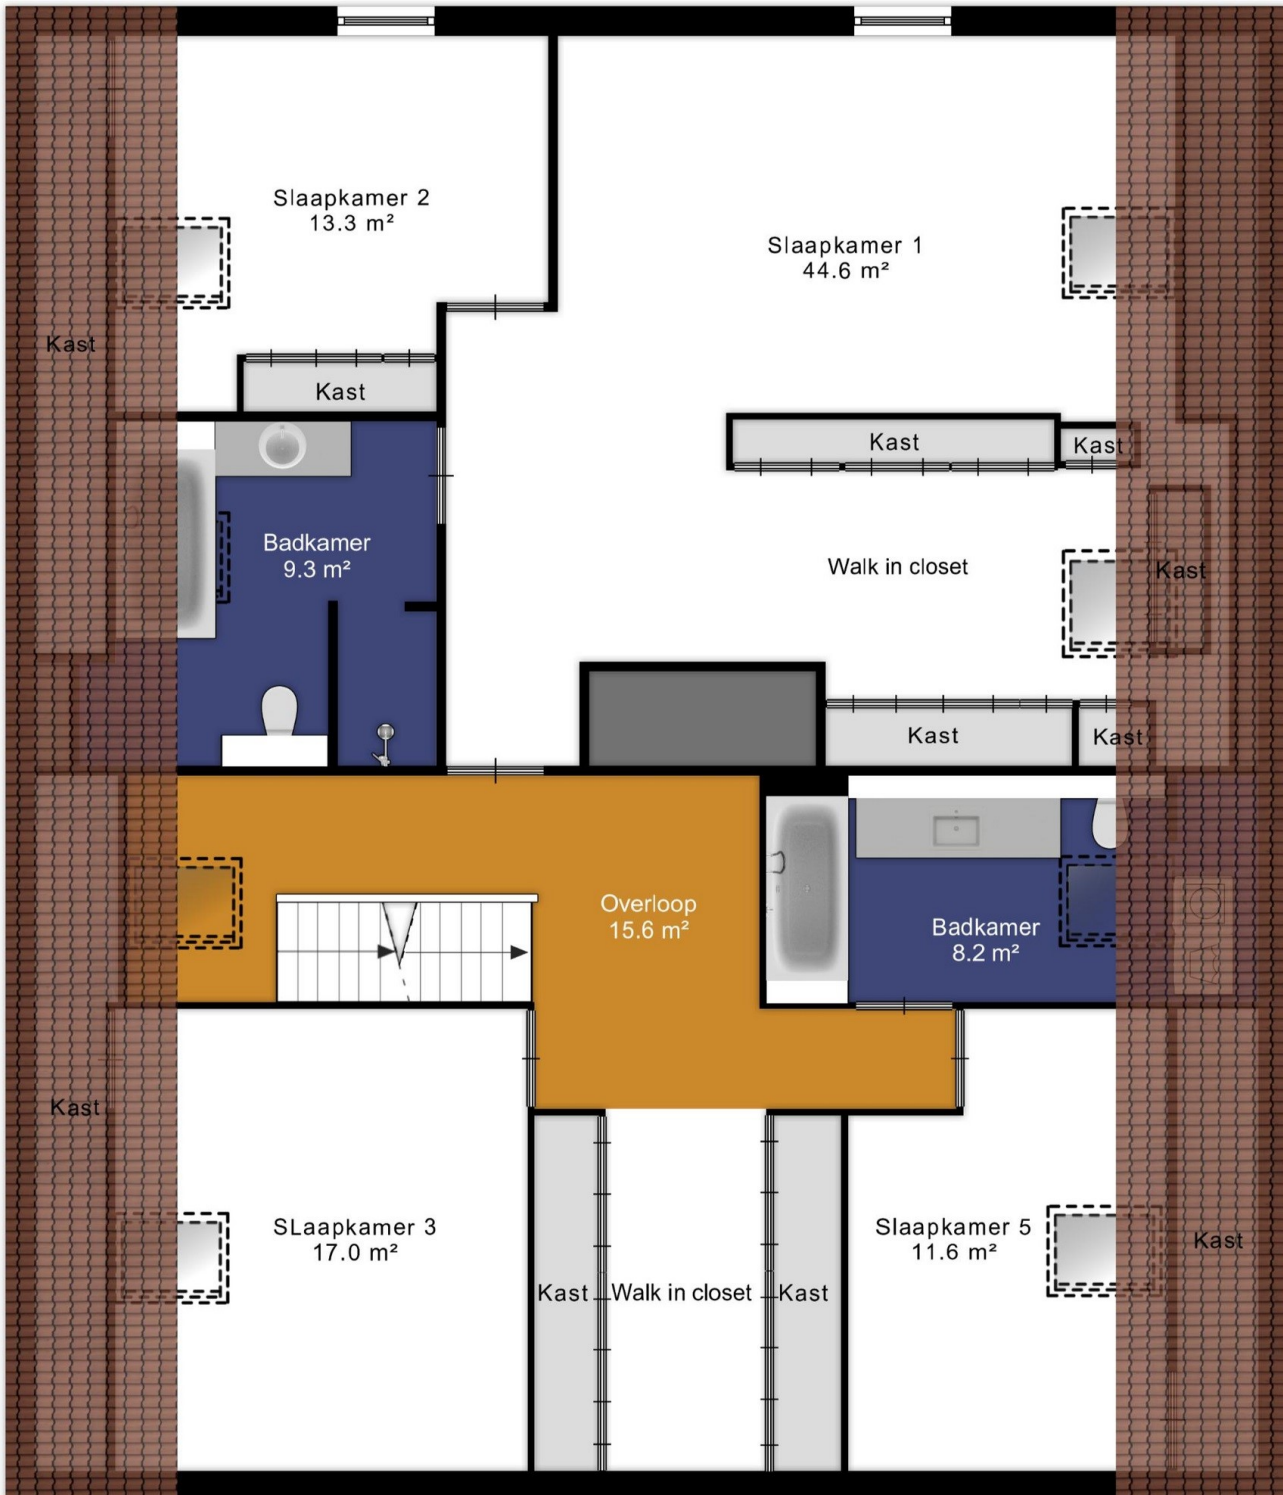 Slaapkamer 2
13.3 m²
Slaapkamer 1
44.6 m²
Kast
Kast
Kast
Kast
Badkamer
9.3 m²
Walk in closet
Kast
Kast
Kast
Overloop
15.6 m²
Badkamer
8.2 m²
Kast
SLaapkamer 3
17.0 m²
Slaapkamer 5
11.6 m²
Kast
Kast
Walk in closet
Kast